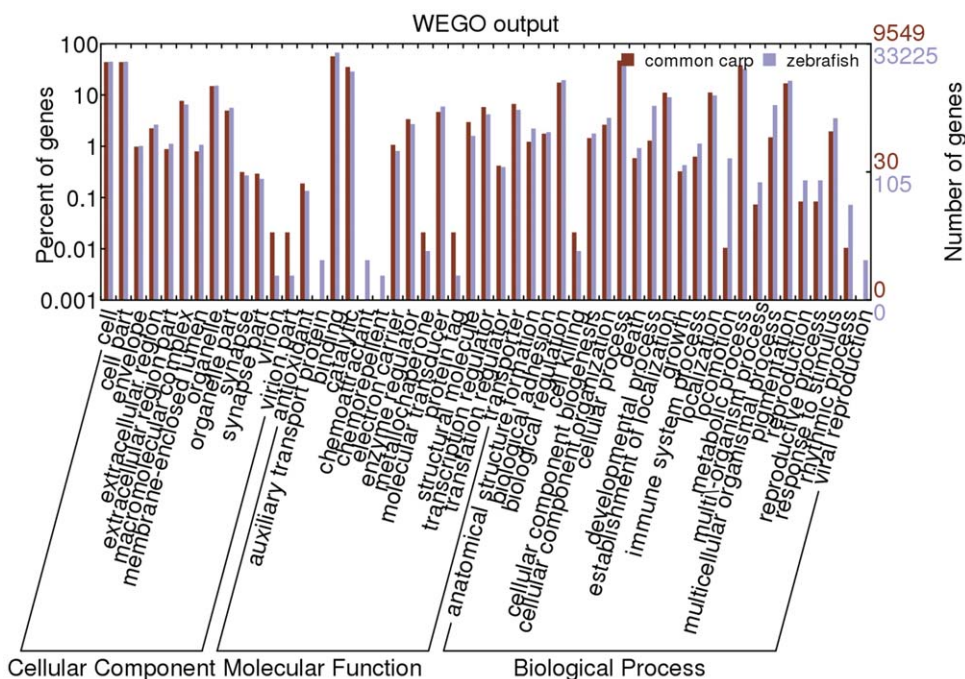 WEGO output
common carp
zebrafish
Percent of genes
100
10
1
0.1
0.01
0.001
9549
33225
30
105
0
0
Number of genes
cell
cell part
envelope
extracellular region
extracellular region part
macromolecular complex
membrane-enclosed lumen
organelle
organelle part
synapse
synapse part
virion
virion part
antioxidant
auxiliary transport protein
binding
catalytic
chemoattractant
chemorepellent
electron carrier
enzyme regulator
metallochaperone
molecular transducer
protein tag
structural molecule
transcription regulator
translation regulator
transporter
anatomical structure formation
biological adhesion
biological regulation
cell killing
cellular component biogenesis
cellular component organization
cellular process
death
developmental process
establishment of localization
growth
immune system process
localization
locomotion
metabolic process
multi-organism process
multicellular organismal process
pigmentation
reproduction
reproductive process
response to stimulus
rhythmic process
viral reproduction
Cellular Component
Molecular Function
Biological Process